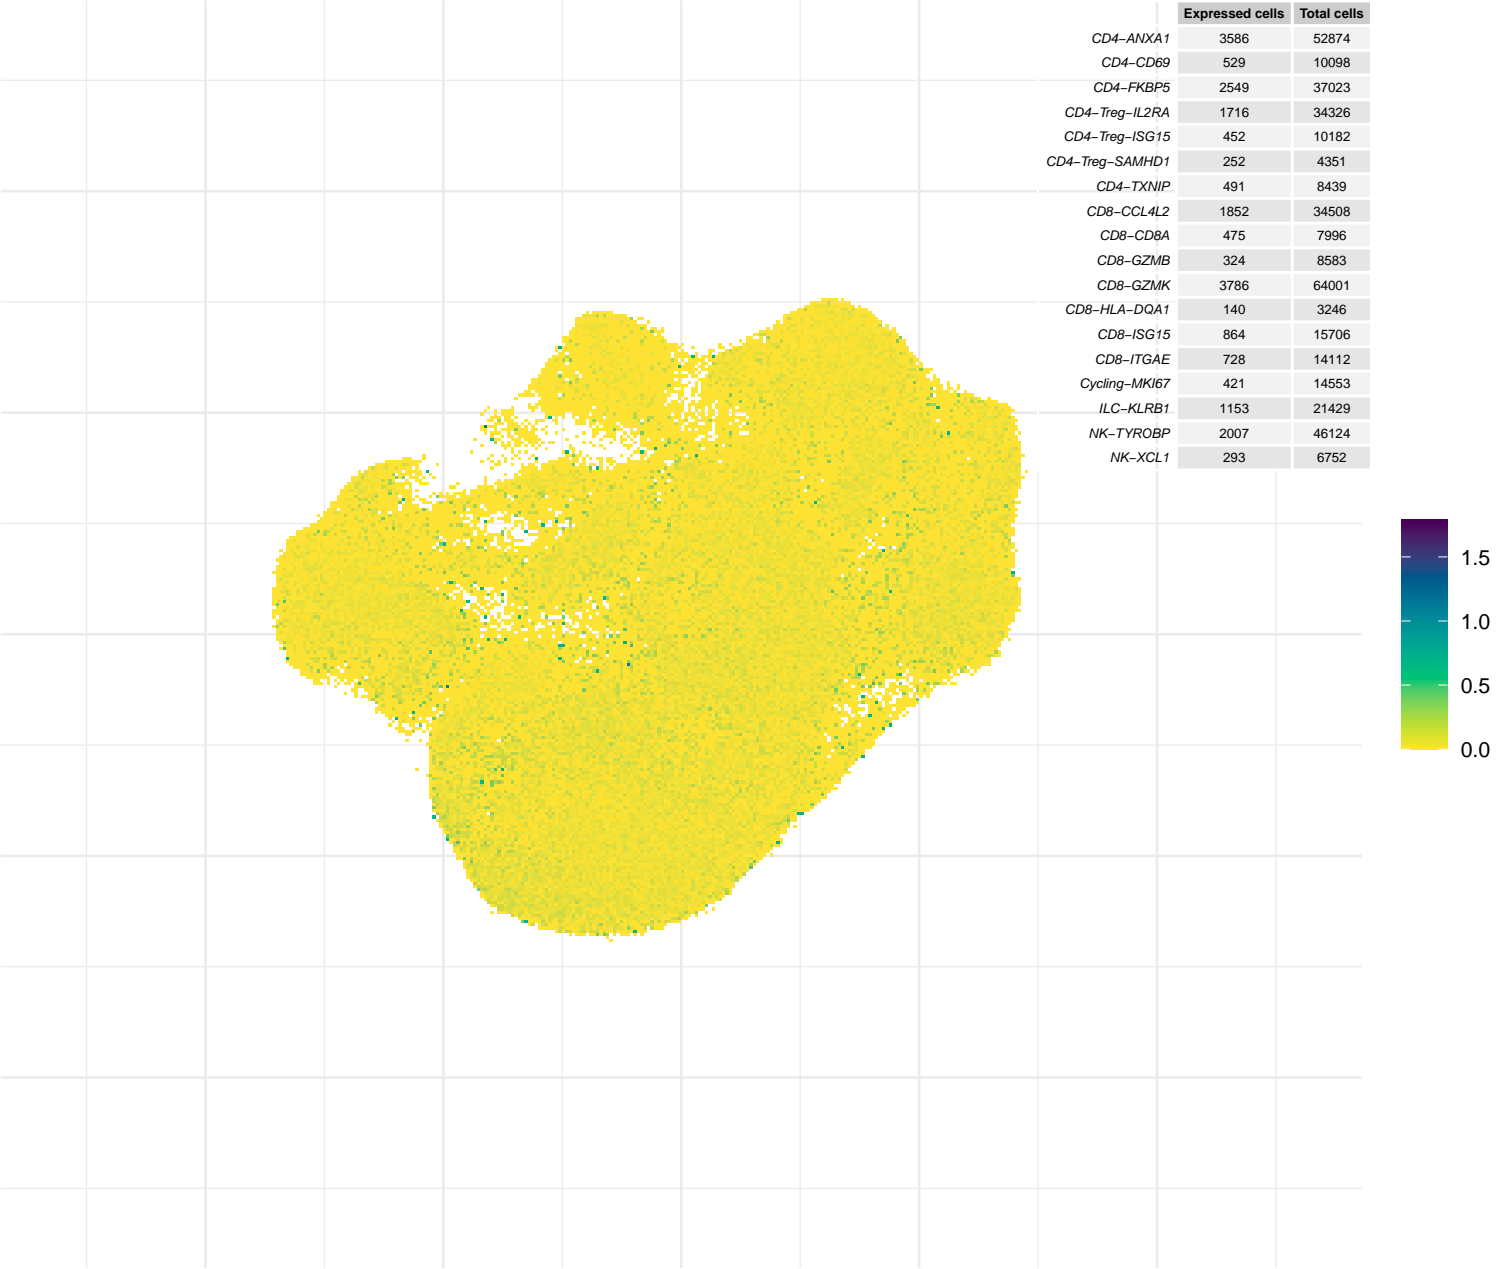 Expressed cells Total cells
CD4−ANXA1 3586 52874
CD4−CD69 529 10098
CD4−FKBP5 2549 37023
CD4−Treg−IL2RA 1716 34326
CD4−Treg−ISG15 452 10182
CD4−Treg−SAMHD1 252 4351
CD4−TXNIP 491 8439
CD8−CCL4L2 1852 34508
CD8−CD8A 475 7996
CD8−GZMB 324 8583
CD8−GZMK 3786 64001
CD8−HLA−DQA1 140 3246
CD8−ISG15 864 15706
CD8−ITGAE 728 14112
Cycling−MKI67 421 14553
ILC−KLRB1 1153 21429
NK−TYROBP 2007 46124
NK−XCL1 293 6752
1.5
1.0
0.5
0.0